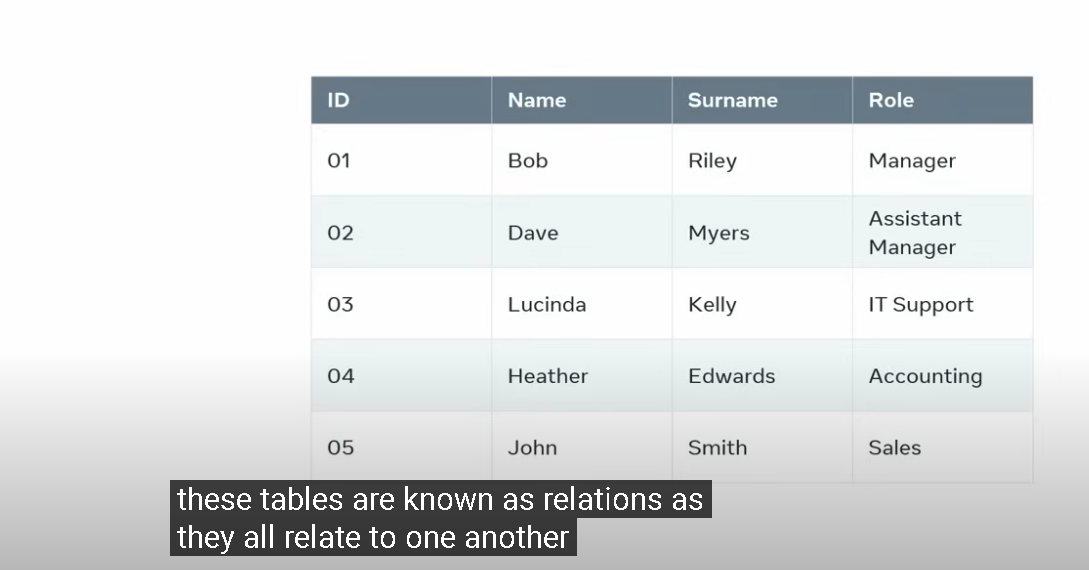 ID Name Surname Role
01 Bob Riley Manager
02 Dave Myers Assistant Manager
03 Lucinda Kelly IT Support
04 Heather Edwards Accounting
05 John Smith Sales
these tables are known as relations as
they all relate to one another